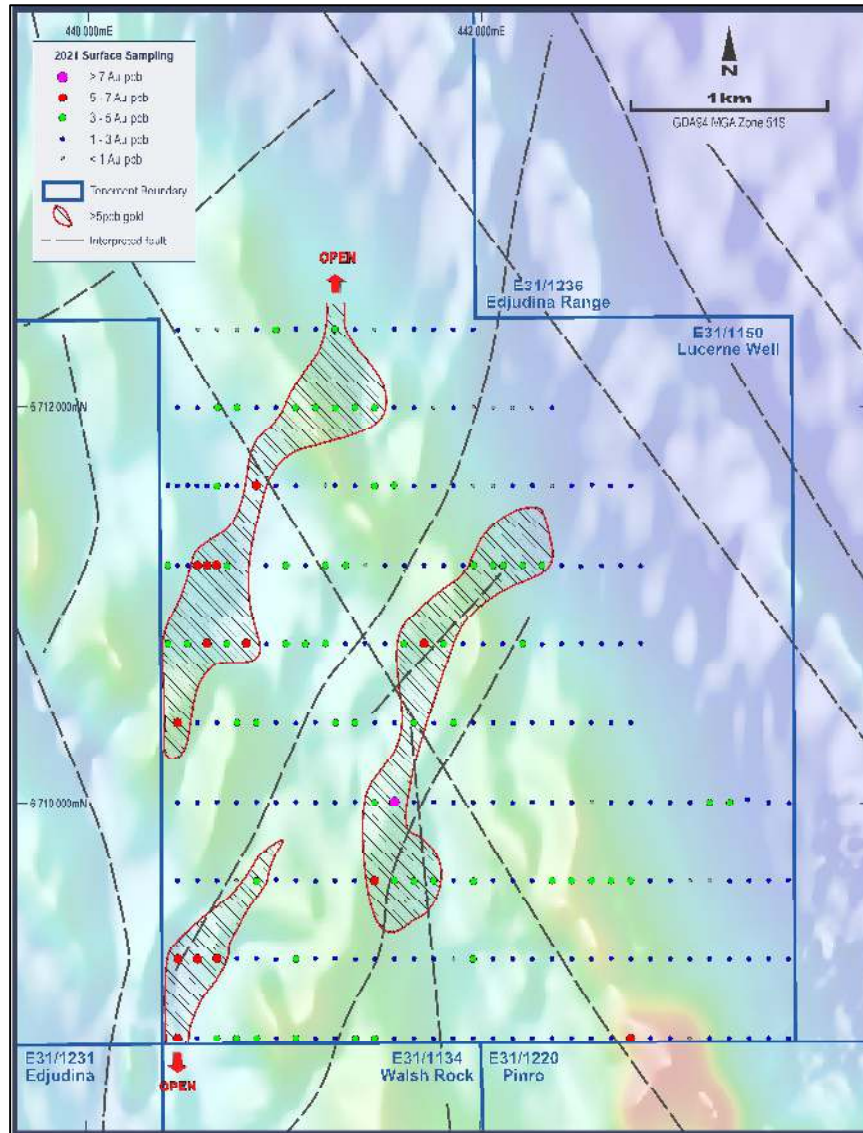 440 000mE
442 000mE
2021 Surface Sampling
> 7 Au ppb
5 - 7 Au ppb
3 - 5 Au ppb
1 - 3 Au ppb
< 1 Au ppb
Tenement Boundary
>5ppb gold
Interpreted fault
N
1km
GDA94 MGA Zone 51S
OPEN
E31/1236
Edjudina Range
E31/1150
Lucerne Well
6 712 000mN
6 710 000mN
E31/1231
Edjudina
E31/1134
Walsh Rock
E31/1220
Pinro
OPEN